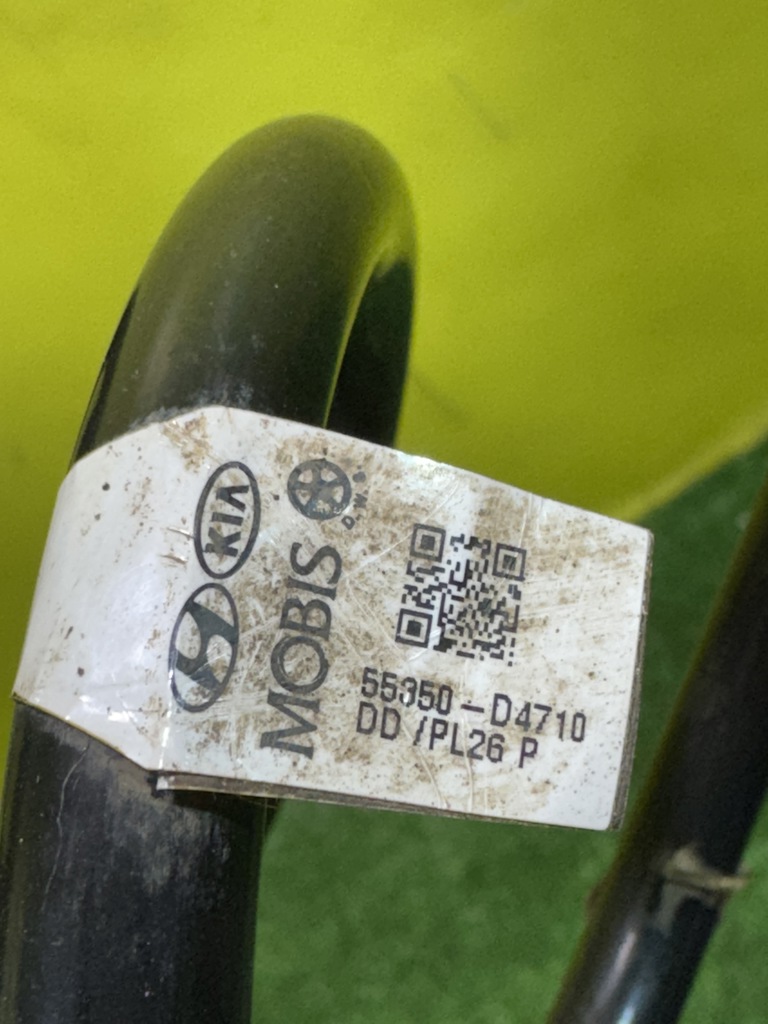 KIA
MOBIS
O.W.S.
55350-D4710
DD /PL26 P